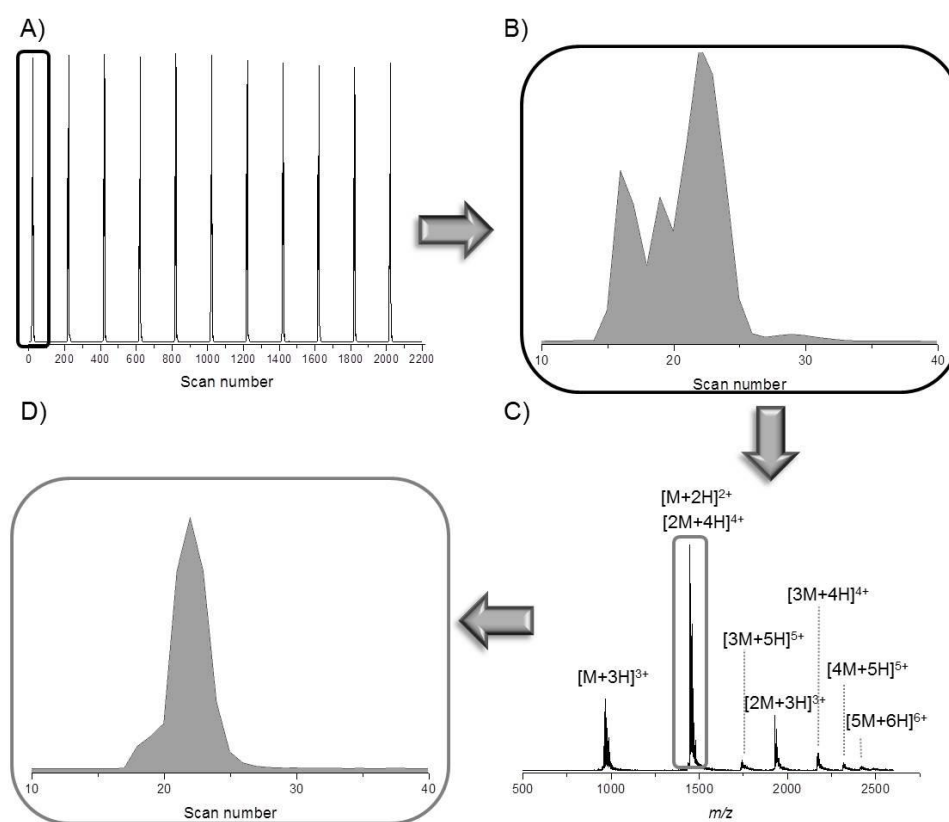 A)
0 200 400 600 800 1000 1200 1400 1600 1800 2000 2200
Scan number
B)
10 20 30 40
Scan number
C)
[M+2H]²⁺
[2M+4H]⁴⁺
[3M+4H]⁴⁺
[3M+5H]⁵⁺
[4M+5H]⁵⁺
[M+3H]³⁺
[2M+3H]³⁺
[5M+6H]⁶⁺
500 1000 1500 2000 2500
m/z
D)
10 20 30 40
Scan number